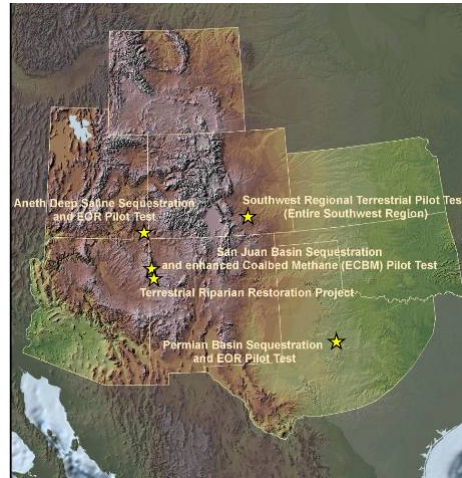 Aneth Deep Saline Sequestration
and EOR Pilot Test
Southwest Regional Terrestrial Pilot Tes
(Entire Southwest Region)
San Juan Basin Sequestration
and enhanced Coalbed Methane (ECBM) Pilot Test
Terrestrial Riparian Restoration Project
Permian Basin Sequestration
and EOR Pilot Test